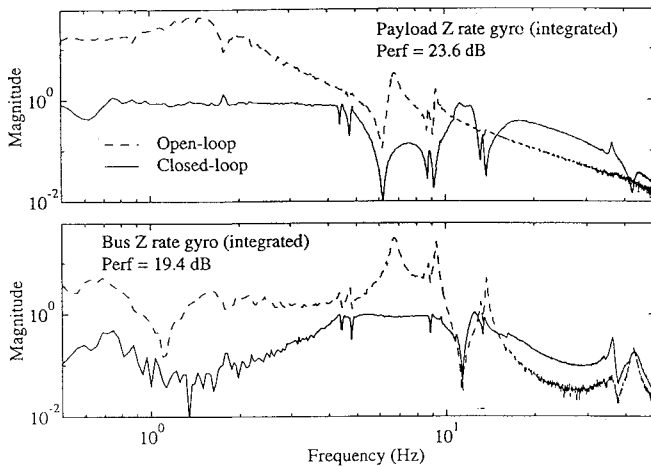 Payload Z rate gyro (integrated)
Perf = 23.6 dB
Magnitude
10^0
10^-2
Open-loop
Closed-loop
Bus Z rate gyro (integrated)
Perf = 19.4 dB
Magnitude
10^0
10^-2
10^0
10^1
Frequency (Hz)